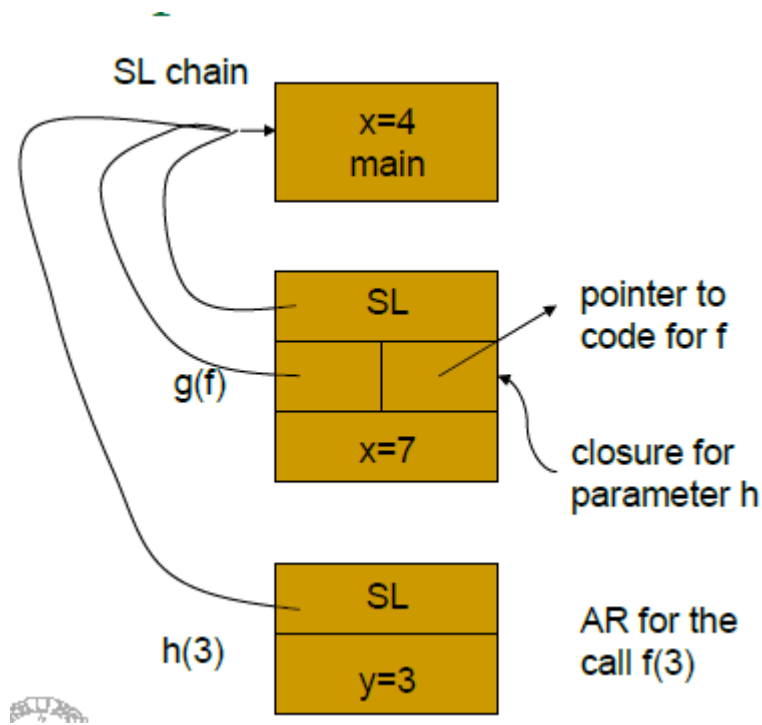 SL chain
x=4
main
SL
pointer to
code for f
g(f)
x=7
closure for
parameter h
SL
h(3)
y=3
AR for the
call f(3)